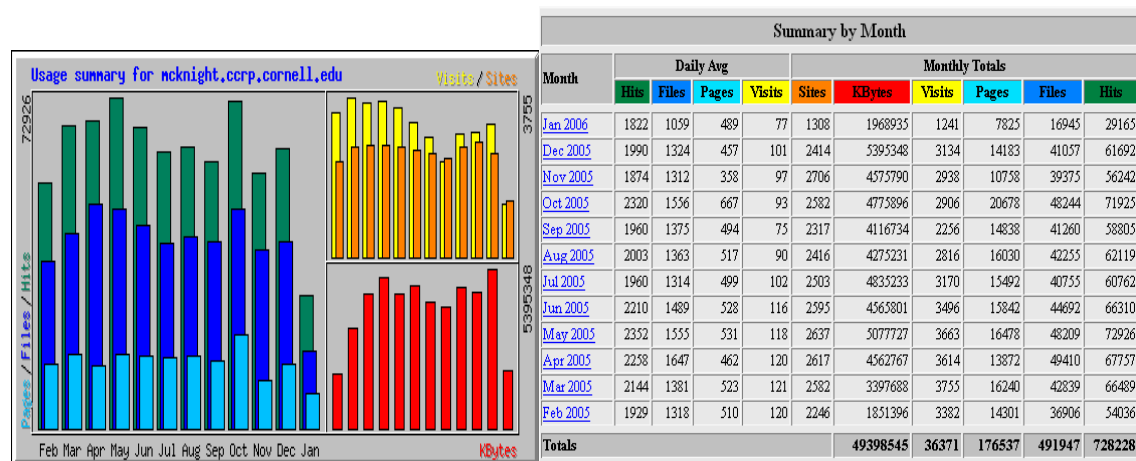 Usage summary for mcknight.ccrp.cornell.edu
Visits / Sites
72926
3755
Pages / Files / Hits
5395348
Feb Mar Apr May Jun Jul Aug Sep Oct Nov Dec Jan
KBytes
Summary by Month
Month Daily Avg Monthly Totals
Hits Files Pages Visits Sites KBytes Visits Pages Files Hits
Jan 2006 1822 1059 489 77 1308 1968935 1241 7825 16945 29165
Dec 2005 1990 1324 457 101 2414 5395348 3134 14183 41057 61692
Nov 2005 1874 1312 358 97 2706 4575790 2938 10758 39375 56242
Oct 2005 2320 1556 667 93 2582 4775896 2906 20678 48244 71925
Sep 2005 1960 1375 494 75 2317 4116734 2256 14838 41260 58805
Aug 2005 2003 1363 517 90 2416 4275231 2816 16030 42255 62119
Jul 2005 1960 1314 499 102 2503 4835233 3170 15492 40755 60762
Jun 2005 2210 1489 528 116 2595 4565801 3496 15842 44692 66310
May 2005 2352 1555 531 118 2637 5077727 3663 16478 48209 72926
Apr 2005 2258 1647 462 120 2617 4562767 3614 13872 49410 67757
Mar 2005 2144 1381 523 121 2582 3397688 3755 16240 42839 66489
Feb 2005 1929 1318 510 120 2246 1851396 3382 14301 36906 54036
Totals 49398545 36371 176537 491947 728228